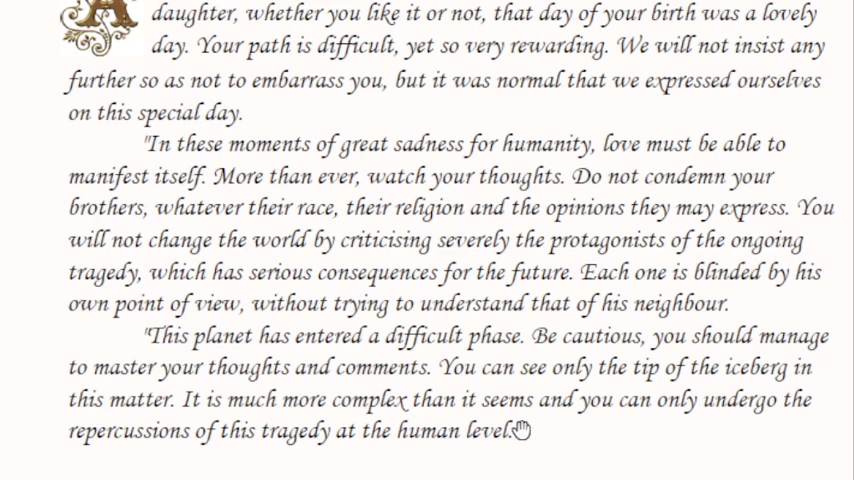 A daughter, whether you like it or not, that day of your birth was a lovely
day. Your path is difficult, yet so very rewarding. We will not insist any
further so as not to embarrass you, but it was normal that we expressed ourselves
on this special day.
"In these moments of great sadness for humanity, love must be able to
manifest itself. More than ever, watch your thoughts. Do not condemn your
brothers, whatever their race, their religion and the opinions they may express. You
will not change the world by criticising severely the protagonists of the ongoing
tragedy, which has serious consequences for the future. Each one is blinded by his
own point of view, without trying to understand that of his neighbour.
"This planet has entered a difficult phase. Be cautious, you should manage
to master your thoughts and comments. You can see only the tip of the iceberg in
this matter. It is much more complex than it seems and you can only undergo the
repercussions of this tragedy at the human level.